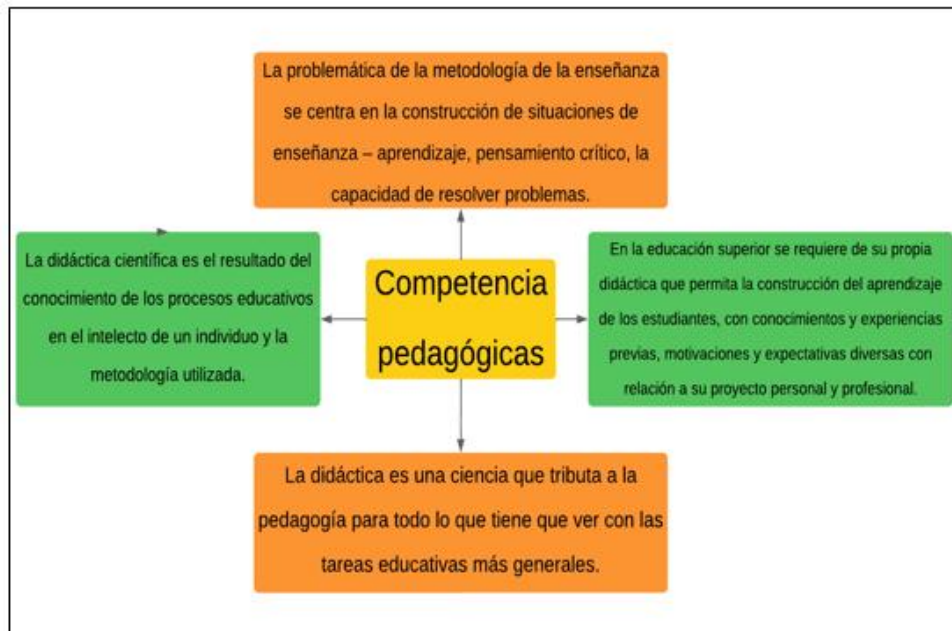 La problemática de la metodología de la enseñanza
se centra en la construcción de situaciones de
enseñanza – aprendizaje, pensamiento crítico, la
capacidad de resolver problemas.
La didáctica científica es el resultado del
conocimiento de los procesos educativos
en el intelecto de un individuo y la
metodología utilizada.
Competencia
pedagógicas
En la educación superior se requiere de su propia
didáctica que permita la construcción del aprendizaje
de los estudiantes, con conocimientos y experiencias
previas, motivaciones y expectativas diversas con
relación a su proyecto personal y profesional.
La didáctica es una ciencia que tributa a la
pedagogía para todo lo que tiene que ver con las
tareas educativas más generales.